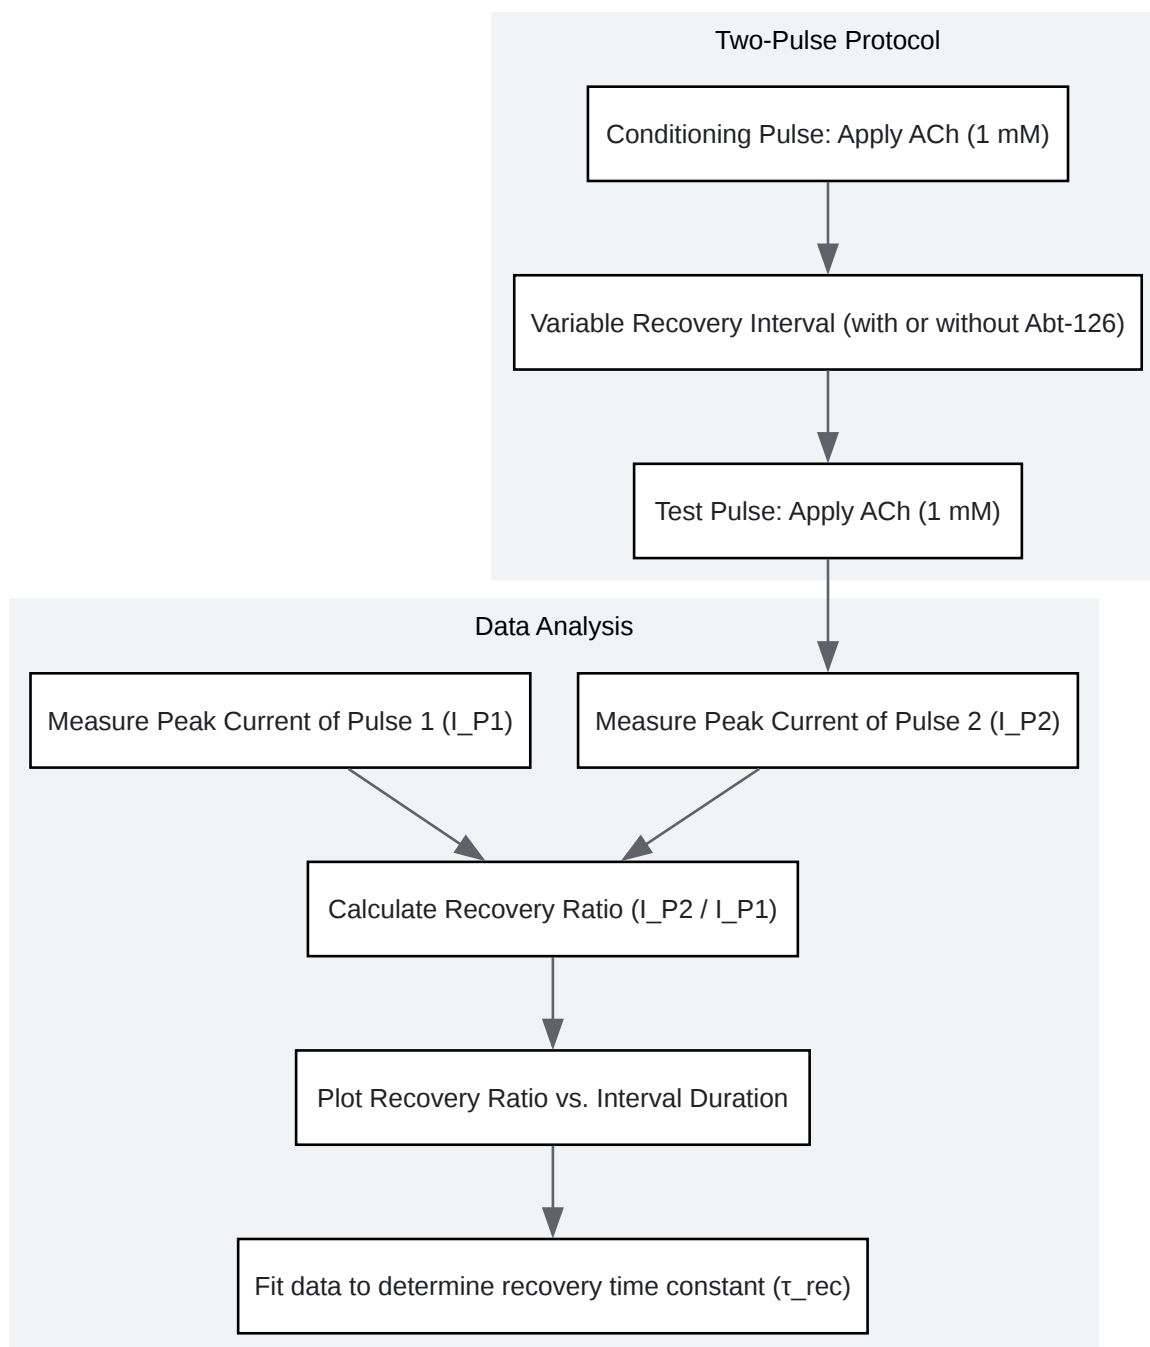 Two-Pulse Protocol
Conditioning Pulse: Apply ACh (1 mM)
Variable Recovery Interval (with or without Abt-126)
Test Pulse: Apply ACh (1 mM)
Data Analysis
Measure Peak Current of Pulse 1 (I_P1)
Measure Peak Current of Pulse 2 (I_P2)
Calculate Recovery Ratio (I_P2 / I_P1)
Plot Recovery Ratio vs. Interval Duration
Fit data to determine recovery time constant (τ_rec)